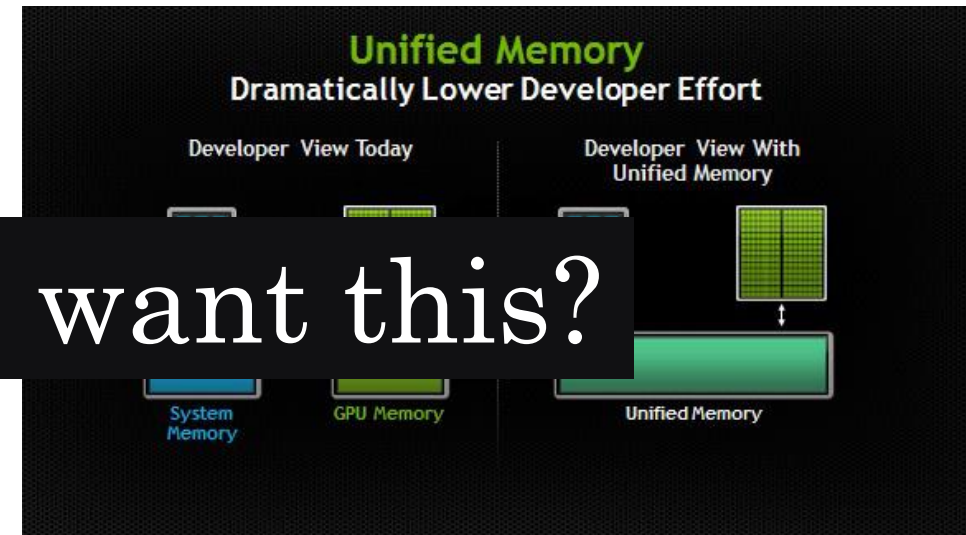 Unified Memory
Dramatically Lower Developer Effort
Developer View Today
Developer View With
Unified Memory
want this?
System
Memory
GPU Memory
Unified Memory